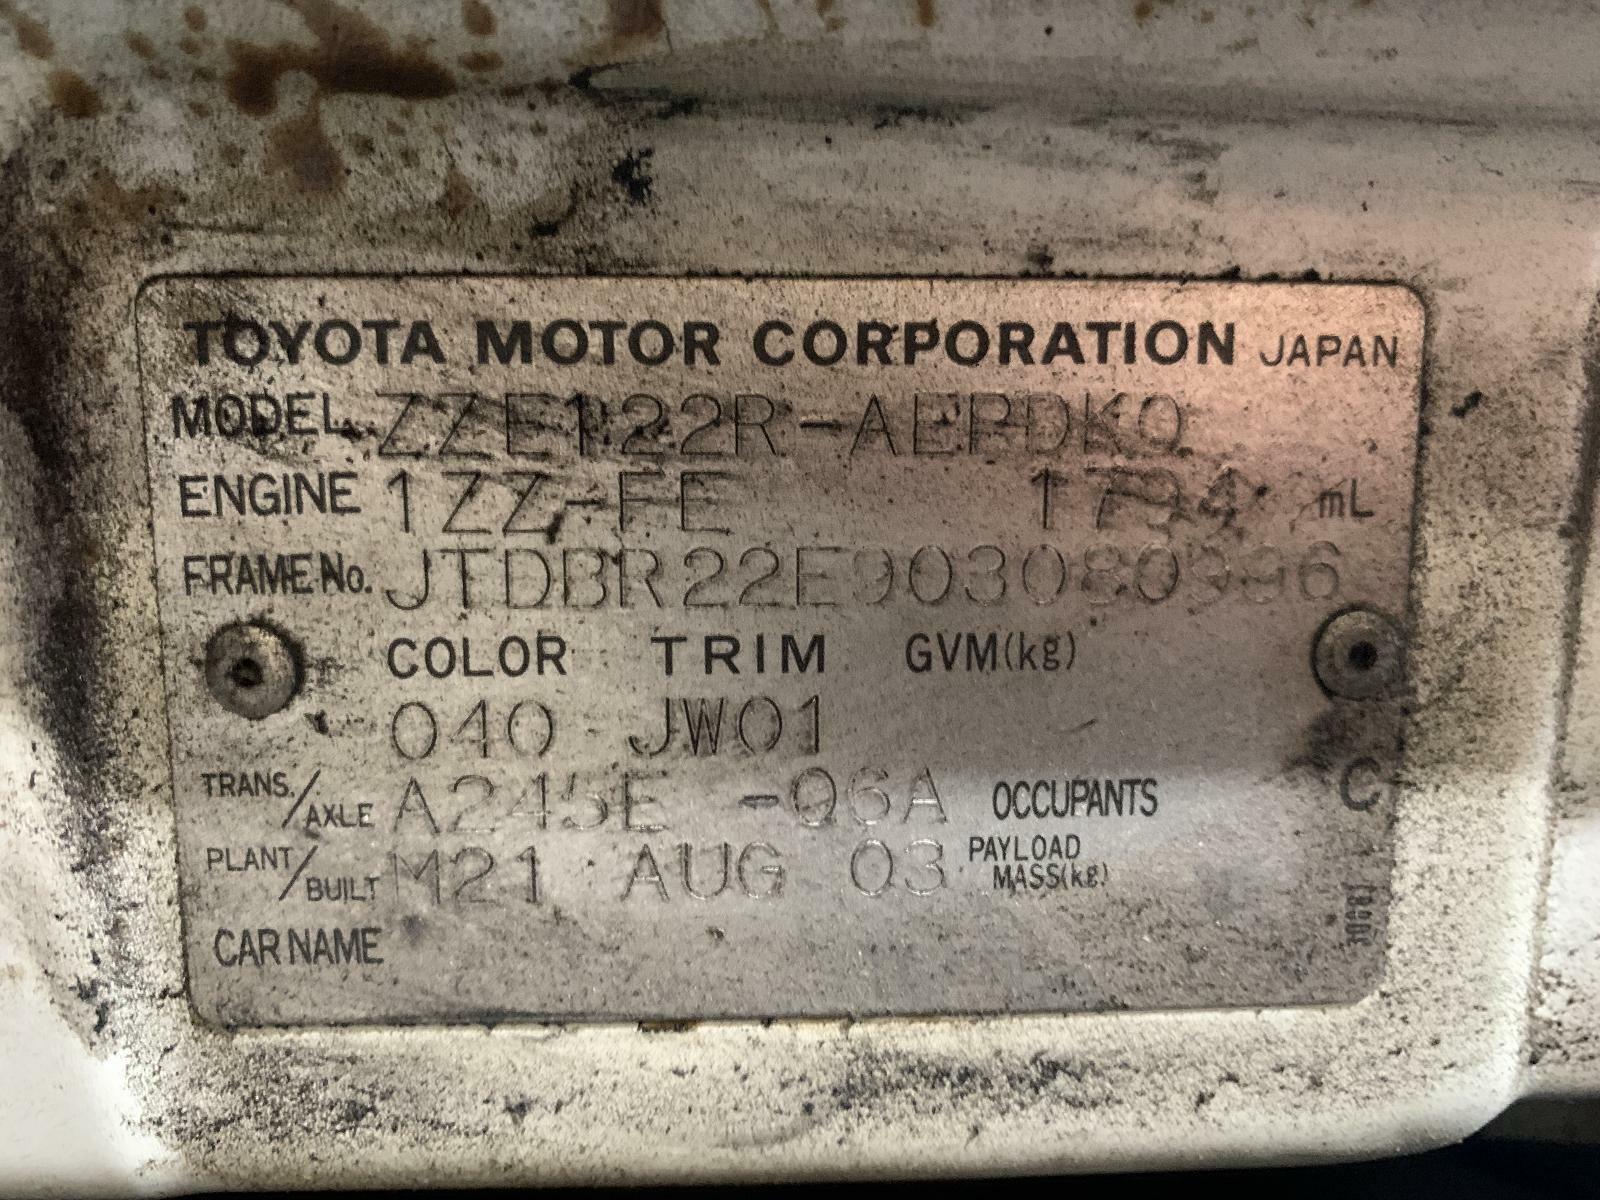 TOYOTA MOTOR CORPORATION JAPAN
MODEL ZZE122R-AEPDKQ
ENGINE 1ZZ-FE 1794 mL
FRAME No. JTDBR22E903080996
COLOR TRIM GVM(kg)
040 JW01
TRANS./AXLE A245E -06A OCCUPANTS C
PLANT/BUILT M21 AUG 03 PAYLOAD MASS(kg)
CAR NAME